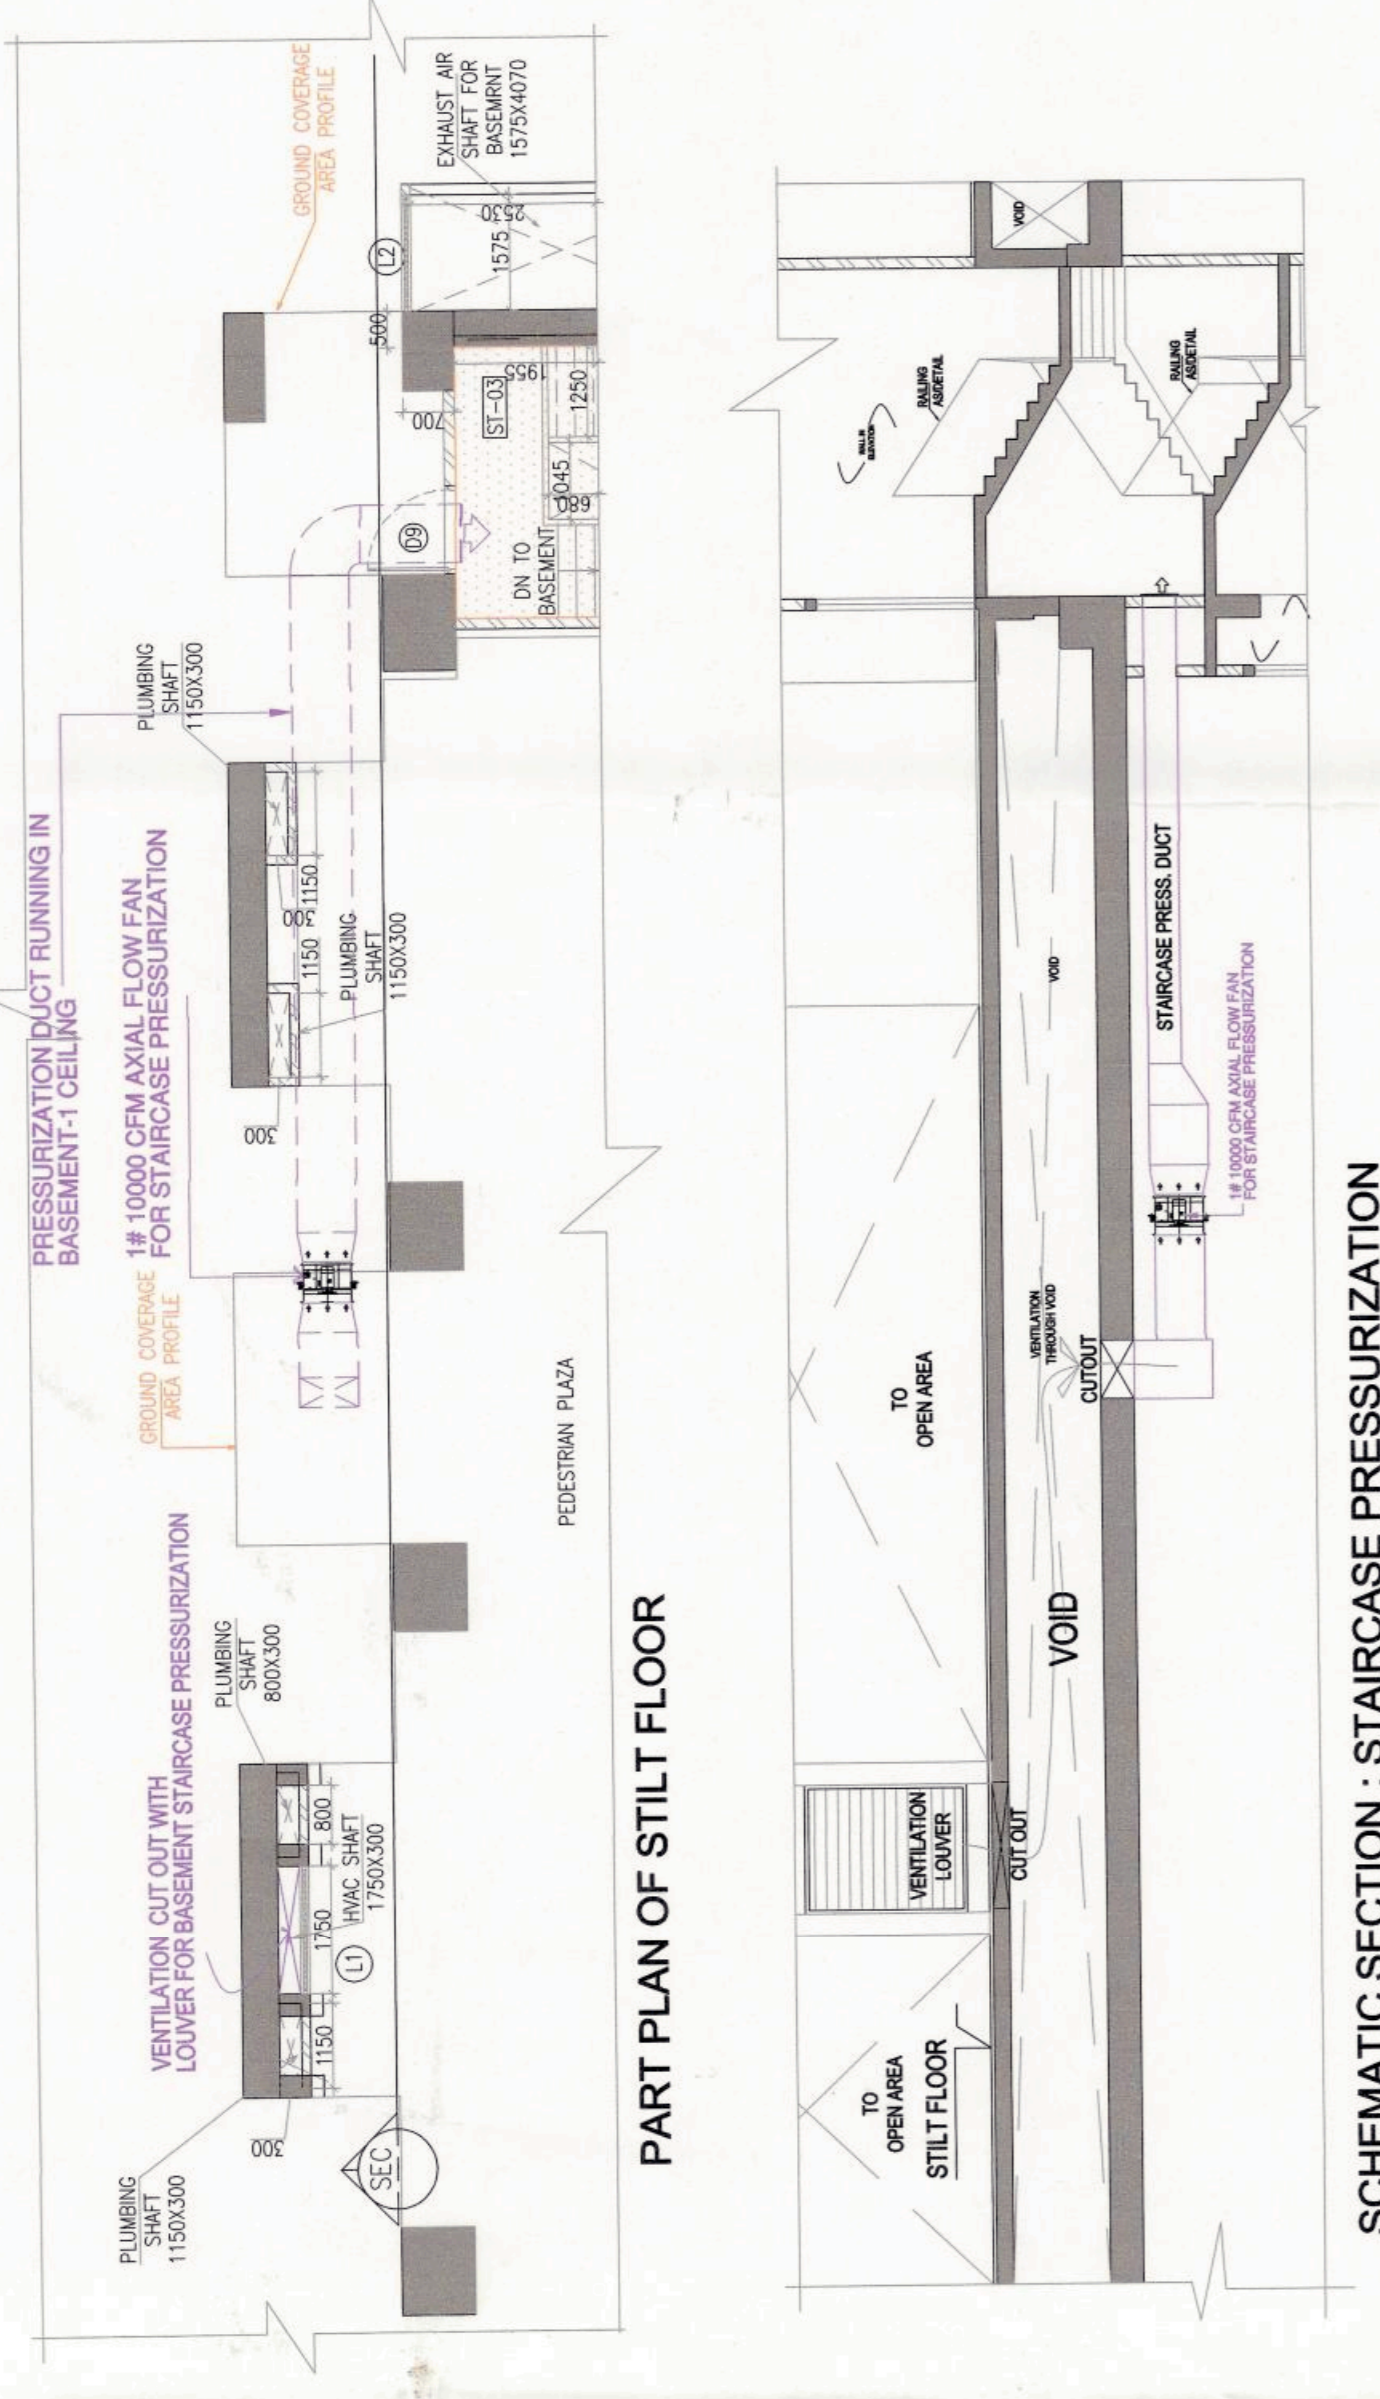 PRESSURIZATION DUCT RUNNING IN
BASEMENT-1 CEILING
1# 10000 CFM AXIAL FLOW FAN
FOR STAIRCASE PRESSURIZATION
GROUND COVERAGE
AREA PROFILE
VENTILATION CUT OUT WITH
LOUVER FOR BASEMENT STAIRCASE PRESSURIZATION
PLUMBING
SHAFT
1150X300
300
SEC
1150
1750
800
L1
HVAC SHAFT
1750X300
PLUMBING
SHAFT
800X300
300
1150
300
1150
PLUMBING
SHAFT
1150X300
PLUMBING
SHAFT
1150X300
GROUND COVERAGE
AREA PROFILE
D9
700
500
L2
EXHAUST AIR
SHAFT FOR
BASEMRNT
1575X4070
2530
1575
ST-03
1955
1250
1045
680
DN TO
BASEMENT
PEDESTRIAN PLAZA
PART PLAN OF STILT FLOOR
TO
OPEN AREA
STILT FLOOR
VENTILATION
LOUVER
CUT OUT
TO
OPEN AREA
VOID
VENTILATION
THROUGH VOID
CUTOUT
VOID
STAIRCASE PRESS. DUCT
1# 10000 CFM AXIAL FLOW FAN
FOR STAIRCASE PRESSURIZATION
WALL IN
ELEVATION
RAILING
AS/DETAIL
RAILING
AS/DETAIL
VOID
SCHEMATIC SECTION : STAIRCASE PRESSURIZATION